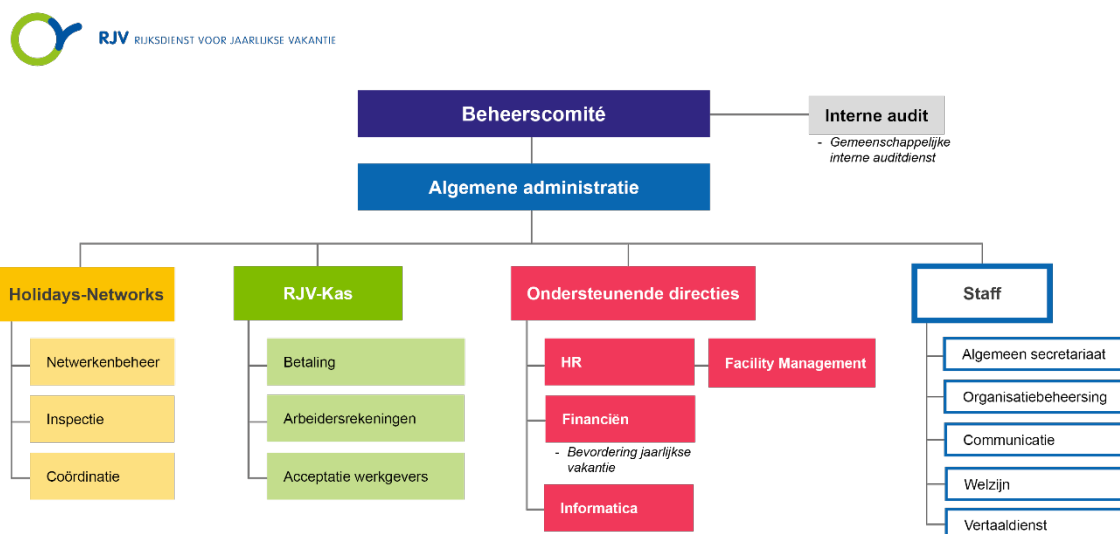 RJV RIJKSDIENST VOOR JAARLIJKSE VAKANTIE
Beheerscomité
Interne audit
- Gemeenschappelijke
interne auditdienst
Algemene administratie
Holidays-Networks
Netwerkenbeheer
Inspectie
Coördinatie
RJV-Kas
Betaling
Arbeidersrekeningen
Acceptatie werkgevers
Ondersteunende directies
HR
Facility Management
Financiën
- Bevordering jaarlijkse
vakantie
Informatica
Staff
Algemeen secretariaat
Organisatiebeheersing
Communicatie
Welzijn
Vertaaldienst